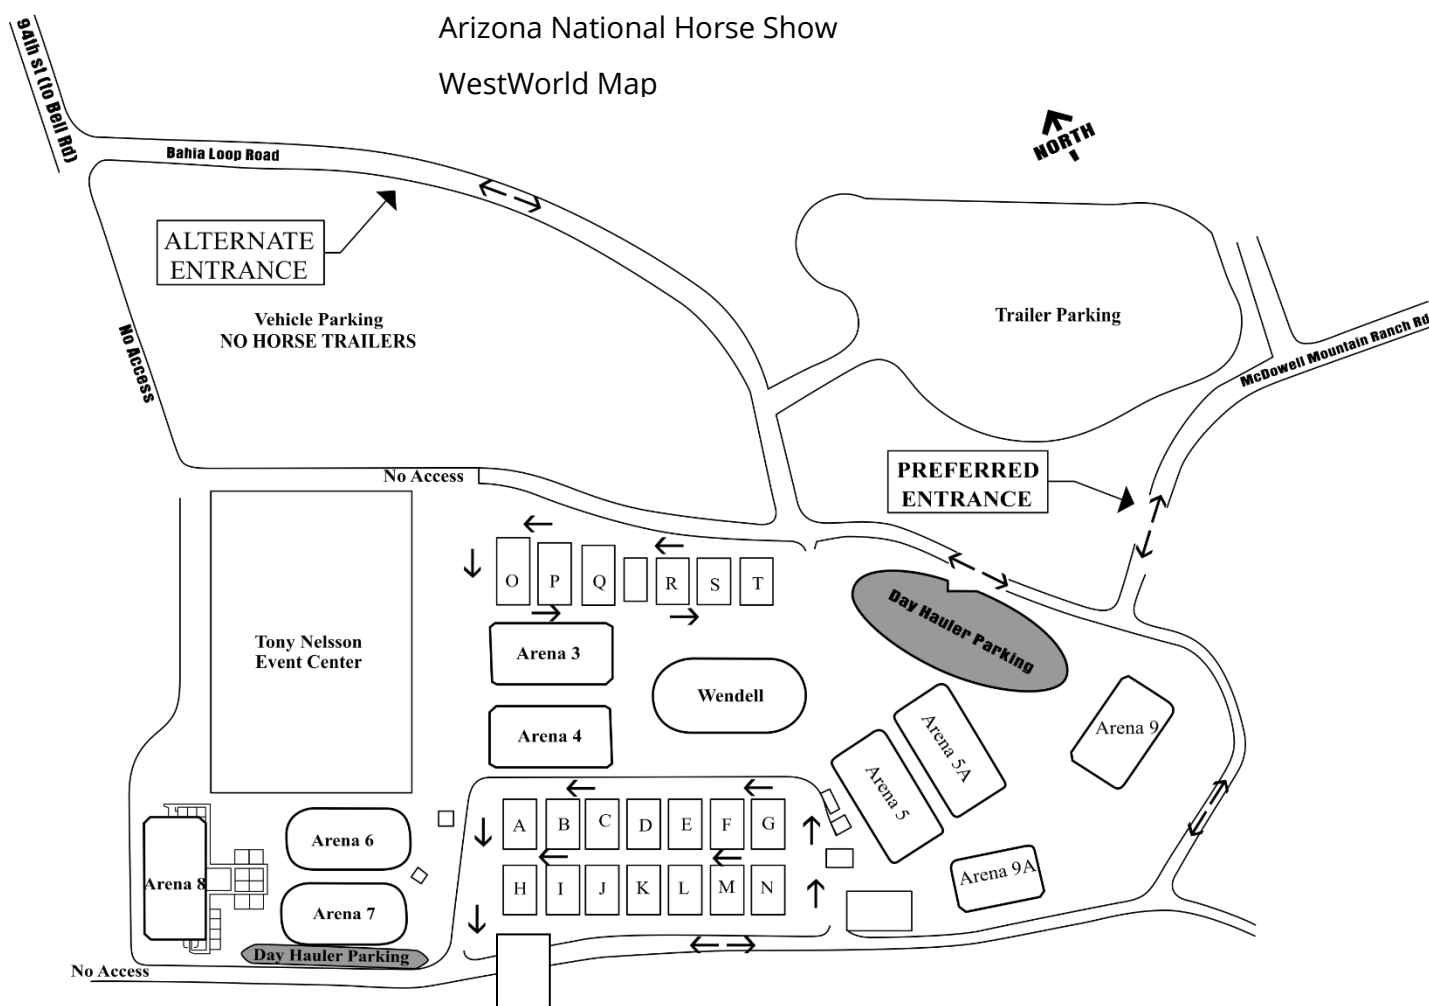 Arizona National Horse Show
WestWorld Map
94th st (to Bell Rd)
Bahia Loop Road
NORTH
ALTERNATE
ENTRANCE
Vehicle Parking
NO HORSE TRAILERS
Trailer Parking
No Access
McDowell Mountain Ranch Rd
No Access
PREFERRED
ENTRANCE
O
P
Q
R
S
T
Day Hauler Parking
Tony Nelsson
Event Center
Arena 3
Wendell
Arena 4
Arena 5A
Arena 9
Arena 5
A
B
C
D
E
F
G
Arena 6
Arena 8
Arena 9A
H
I
J
K
L
M
N
Arena 7
Day Hauler Parking
No Access